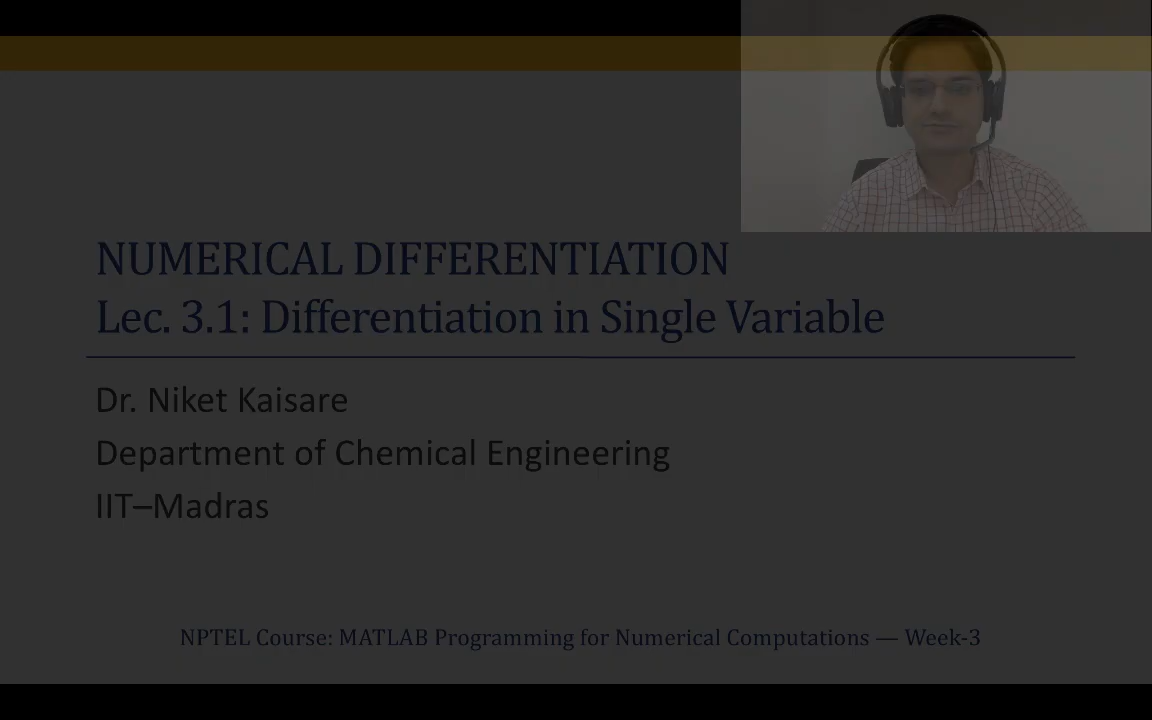 NUMERICAL DIFFERENTIATION
Lec. 3.1: Differentiation in Single Variable
Dr. Niket Kaisare
Department of Chemical Engineering
IIT–Madras
NPTEL Course: MATLAB Programming for Numerical Computations — Week-3